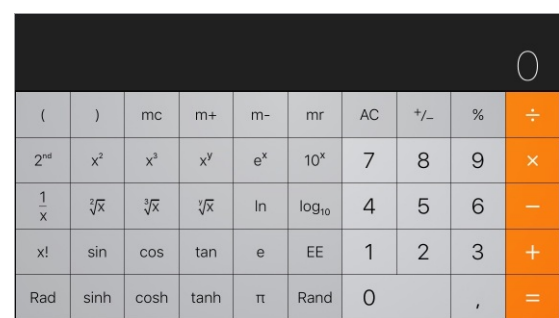 0
( ) mc m+ m- mr AC +/- % ÷
2ⁿᵈ x² x³ xʸ eˣ 10ˣ 7 8 9 ×
1/x ²√x ³√x ʸ√x ln log₁₀ 4 5 6 −
x! sin cos tan e EE 1 2 3 +
Rad sinh cosh tanh π Rand 0 , =